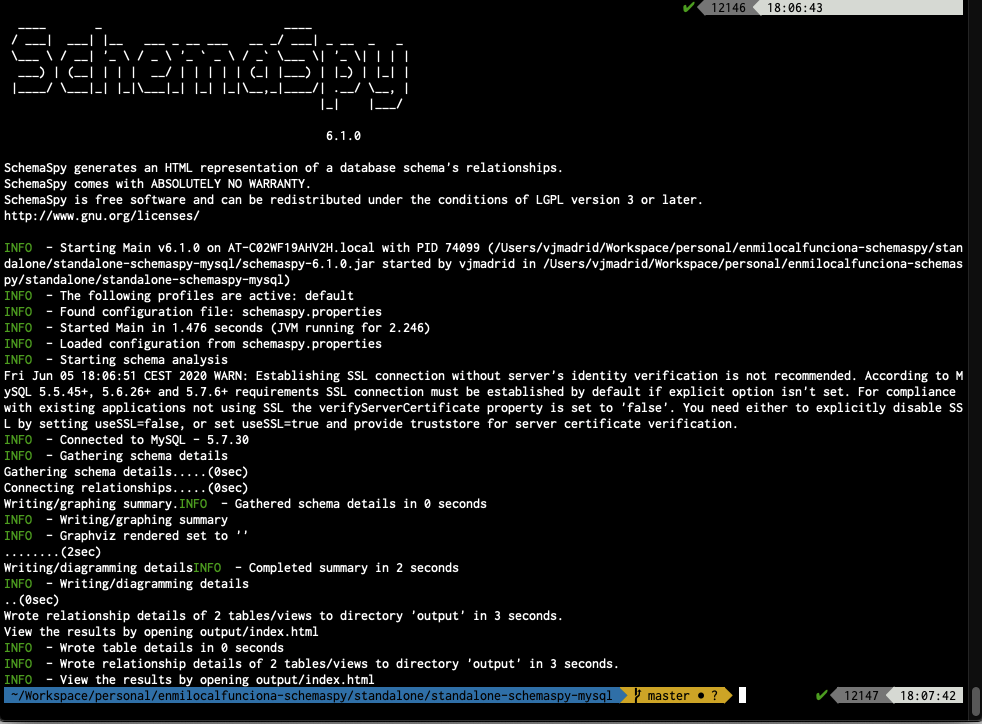 ✔ 12146 18:06:43
 ____       _                          ____
/ ___|  ___| |__   ___ _ __ ___   __ _/ ___| _ __  _   _
\___ \ / __| '_ \ / _ \ '_ ` _ \ / _` \___ \| '_ \| | | |
 ___) | (__| | | |  __/ | | | | | (_| |___) | |_) | |_| |
|____/ \___|_| |_|\___|_| |_| |_|\__,_|____/| .__/ \__, |
                                            |_|    |___/
6.1.0
SchemaSpy generates an HTML representation of a database schema's relationships.
SchemaSpy comes with ABSOLUTELY NO WARRANTY.
SchemaSpy is free software and can be redistributed under the conditions of LGPL version 3 or later.
http://www.gnu.org/licenses/
INFO  - Starting Main v6.1.0 on AT-C02WF19AHV2H.local with PID 74099 (/Users/vjmadrid/Workspace/personal/enmilocalfunciona-schemaspy/stan
dalone/standalone-schemaspy-mysql/schemaspy-6.1.0.jar started by vjmadrid in /Users/vjmadrid/Workspace/personal/enmilocalfunciona-schemas
py/standalone/standalone-schemaspy-mysql)
INFO  - The following profiles are active: default
INFO  - Found configuration file: schemaspy.properties
INFO  - Started Main in 1.476 seconds (JVM running for 2.246)
INFO  - Loaded configuration from schemaspy.properties
INFO  - Starting schema analysis
Fri Jun 05 18:06:51 CEST 2020 WARN: Establishing SSL connection without server's identity verification is not recommended. According to M
ySQL 5.5.45+, 5.6.26+ and 5.7.6+ requirements SSL connection must be established by default if explicit option isn't set. For compliance
with existing applications not using SSL the verifyServerCertificate property is set to 'false'. You need either to explicitly disable SS
L by setting useSSL=false, or set useSSL=true and provide truststore for server certificate verification.
INFO  - Connected to MySQL - 5.7.30
INFO  - Gathering schema details
Gathering schema details.....(0sec)
Connecting relationships.....(0sec)
Writing/graphing summary.INFO  - Gathered schema details in 0 seconds
INFO  - Writing/graphing summary
INFO  - Graphviz rendered set to ''
........(2sec)
Writing/diagramming detailsINFO  - Completed summary in 2 seconds
INFO  - Writing/diagramming details
..(0sec)
Wrote relationship details of 2 tables/views to directory 'output' in 3 seconds.
View the results by opening output/index.html
INFO  - Wrote table details in 0 seconds
INFO  - Wrote relationship details of 2 tables/views to directory 'output' in 3 seconds.
INFO  - View the results by opening output/index.html
~/Workspace/personal/enmilocalfunciona-schemaspy/standalone/standalone-schemaspy-mysql master ● ? ✔ 12147 18:07:42